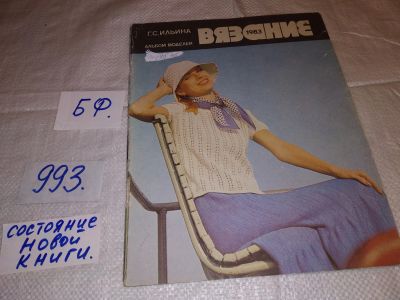 Г.С. ИЛЬИНА
АЛЬБОМ МОДЕЛЕЙ
ВЯЗАНИЕ
1983
БФ.
993.
СОСТОЯНИЕ
НОВОЙ
КНИГИ.